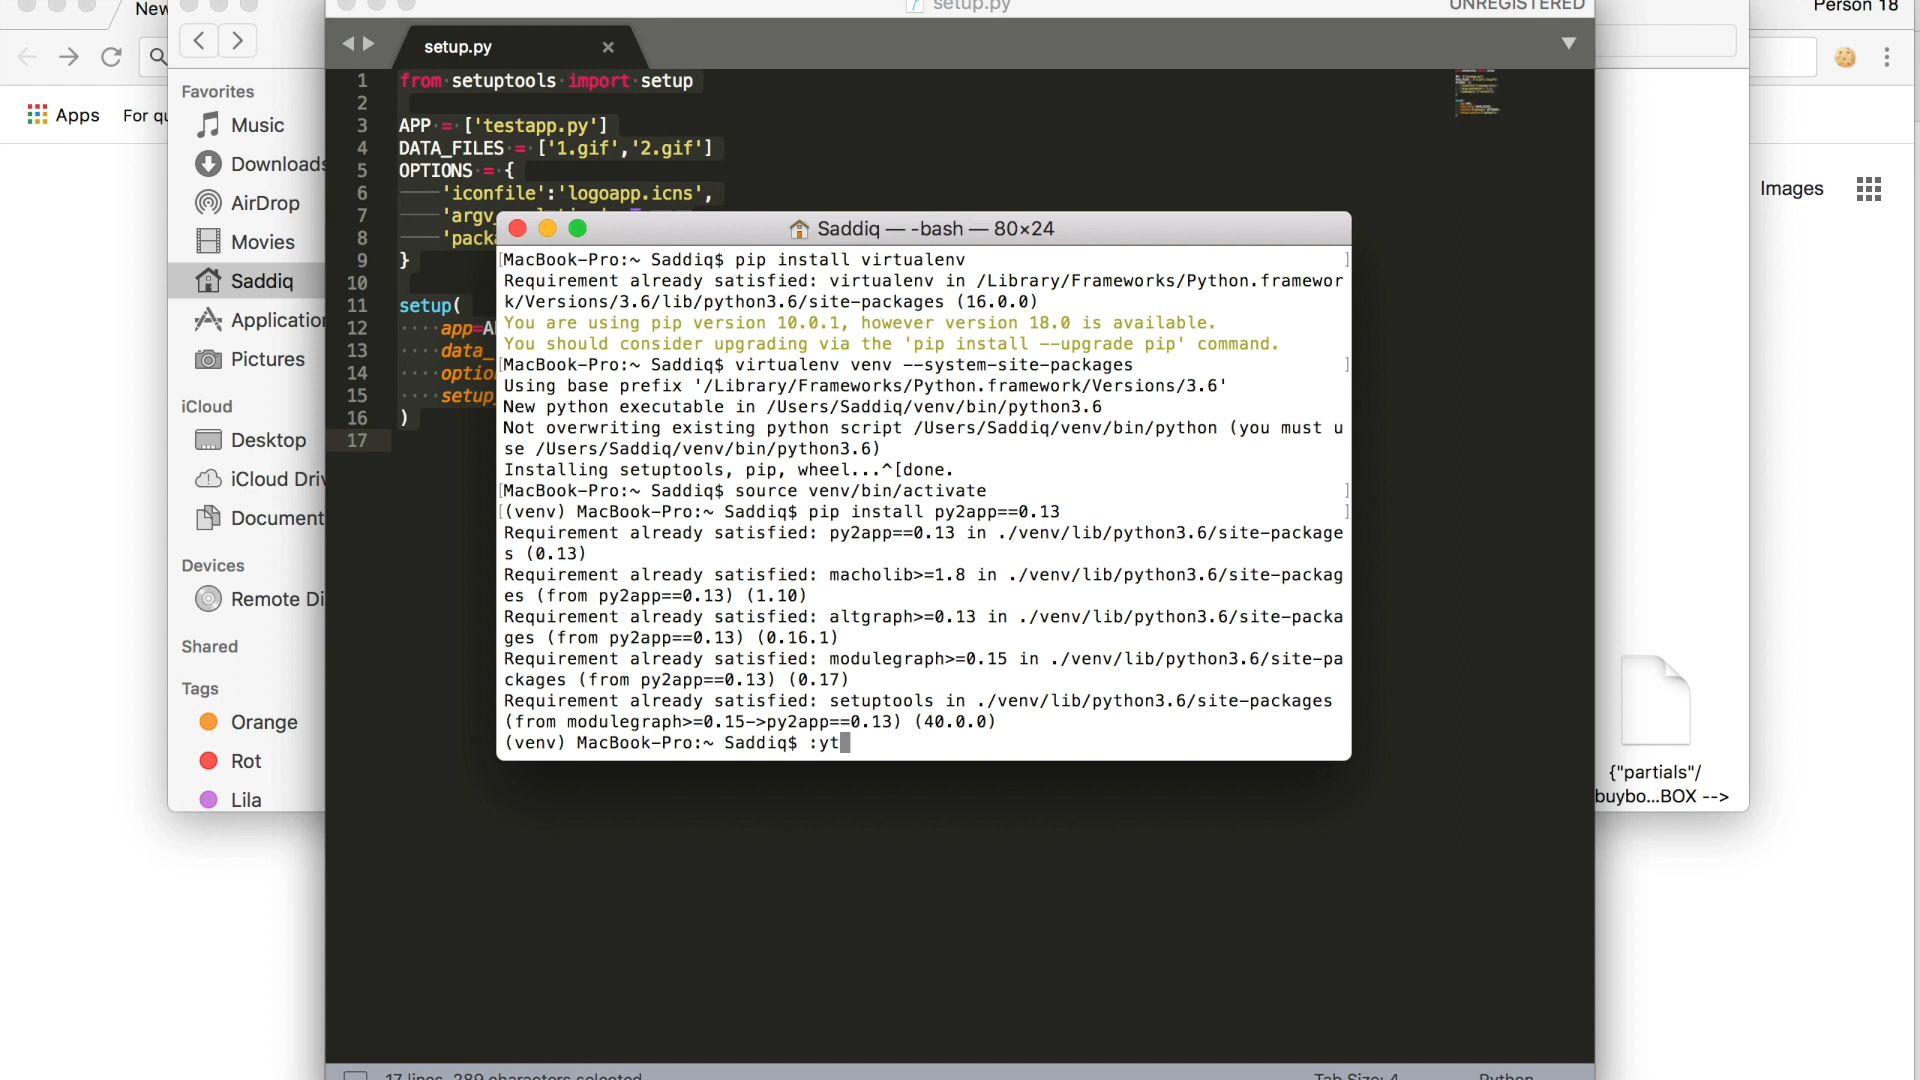 New
setup.py
UNREGISTERED
Person 18
Apps
For qu
Images
Favorites
Music
Downloads
AirDrop
Movies
Saddiq
Application
Pictures
iCloud
Desktop
iCloud Driv
Document
Devices
Remote Di
Shared
Tags
Orange
Rot
Lila
setup.py
1 from setuptools import setup
2
3 APP = ['testapp.py']
4 DATA_FILES = ['1.gif','2.gif']
5 OPTIONS = {
6 'iconfile':'logoapp.icns',
7 'argv_
8 'packa
9 }
10
11 setup(
12 app=A
13 data_
14 optio
15 setup_
16 )
17
Saddiq — -bash — 80×24
MacBook-Pro:~ Saddiq$ pip install virtualenv
Requirement already satisfied: virtualenv in /Library/Frameworks/Python.framewor
k/Versions/3.6/lib/python3.6/site-packages (16.0.0)
You are using pip version 10.0.1, however version 18.0 is available.
You should consider upgrading via the 'pip install --upgrade pip' command.
MacBook-Pro:~ Saddiq$ virtualenv venv --system-site-packages
Using base prefix '/Library/Frameworks/Python.framework/Versions/3.6'
New python executable in /Users/Saddiq/venv/bin/python3.6
Not overwriting existing python script /Users/Saddiq/venv/bin/python (you must u
se /Users/Saddiq/venv/bin/python3.6)
Installing setuptools, pip, wheel...^[done.
MacBook-Pro:~ Saddiq$ source venv/bin/activate
(venv) MacBook-Pro:~ Saddiq$ pip install py2app==0.13
Requirement already satisfied: py2app==0.13 in ./venv/lib/python3.6/site-package
s (0.13)
Requirement already satisfied: macholib>=1.8 in ./venv/lib/python3.6/site-packag
es (from py2app==0.13) (1.10)
Requirement already satisfied: altgraph>=0.13 in ./venv/lib/python3.6/site-packa
ges (from py2app==0.13) (0.16.1)
Requirement already satisfied: modulegraph>=0.15 in ./venv/lib/python3.6/site-pa
ckages (from py2app==0.13) (0.17)
Requirement already satisfied: setuptools in ./venv/lib/python3.6/site-packages
(from modulegraph>=0.15->py2app==0.13) (40.0.0)
(venv) MacBook-Pro:~ Saddiq$ :yt
{"partials"/
buybo...BOX -->
17 lines, 289 characters selected
Tab Size: 4
Python